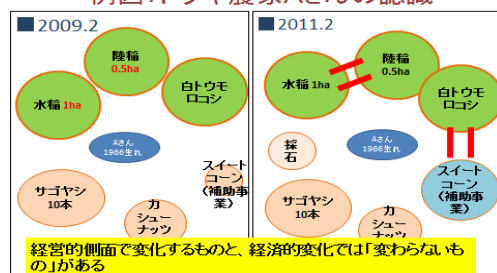 ■2009.2
陸稲
0.5ha
水稲 1ha
白トウモ
ロコシ
Aさん
1966生れ
スイートコ
ーン
(補助事
業)
サゴヤシ
10本
カ
シューナ
ッツ
■2011.2
陸稲
0.5ha
水稲 1ha
白トウモ
ロコシ
採
石
Aさん
1966生れ
スイート
コーン
(補助事
業)
サゴヤシ
10本
カ
シューナ
ッツ
経営的側面で変化するものと、経済的変化では「変わらないも
の」がある